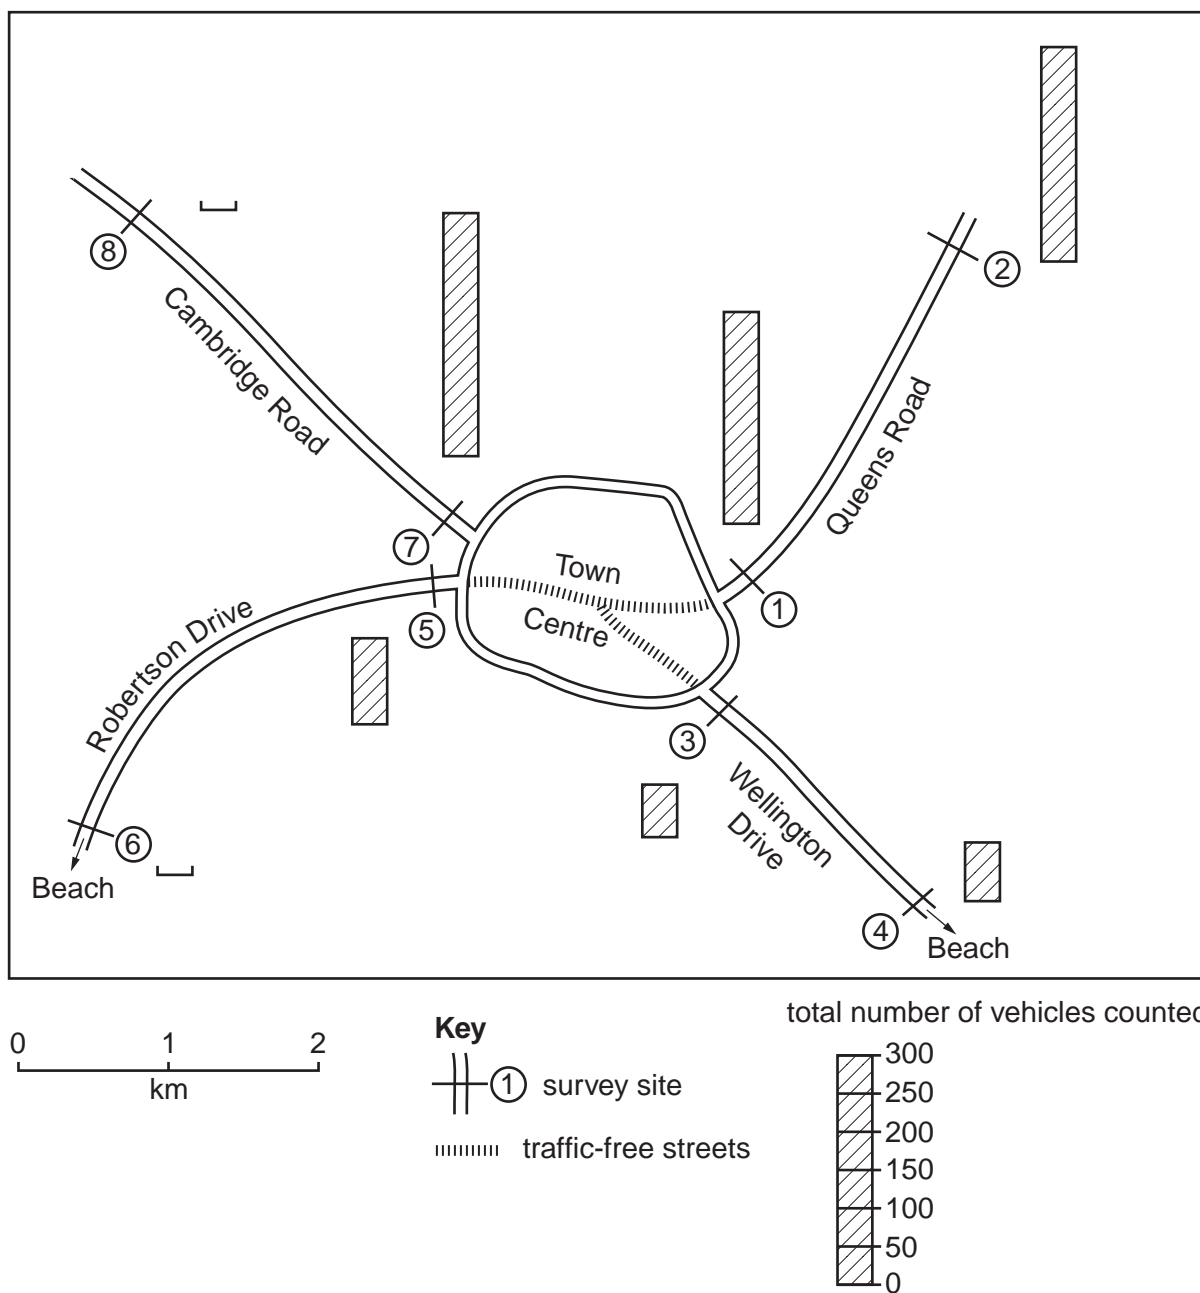 2
8
Cambridge Road
Queens Road
7
Town
Centre
1
5
Robertson Drive
3
Wellington
Drive
6
Beach
4
Beach
0 1 2
km
Key
1 survey site
traffic-free streets
total number of vehicles counted
300
250
200
150
100
50
0